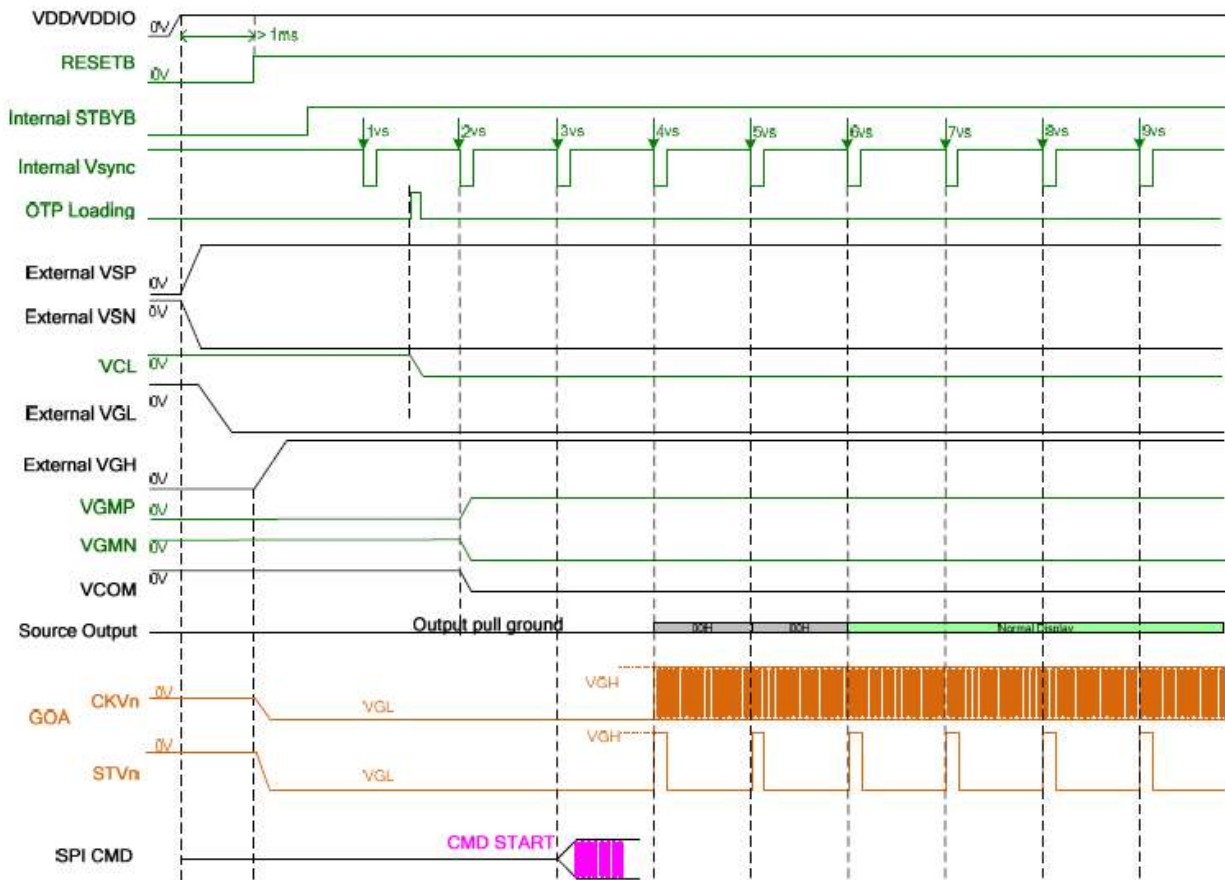 VDD/VDDIO 0V > 1ms
RESETB 0V
Internal STBYB
1vs 2vs 3vs 4vs 5vs 6vs 7vs 8vs 9vs
Internal Vsync
OTP Loading
External VSP 0V
External VSN 0V
VCL 0V
External VGL 0V
External VGH 0V
VGMP 0V
VGMN 0V
VCOM 0V
Source Output Output pull ground 00H 00H Normal Display
VGH
CKVn 0V
GOA
VGL
VGH
0V
STVn VGL
CMD START
SPI CMD